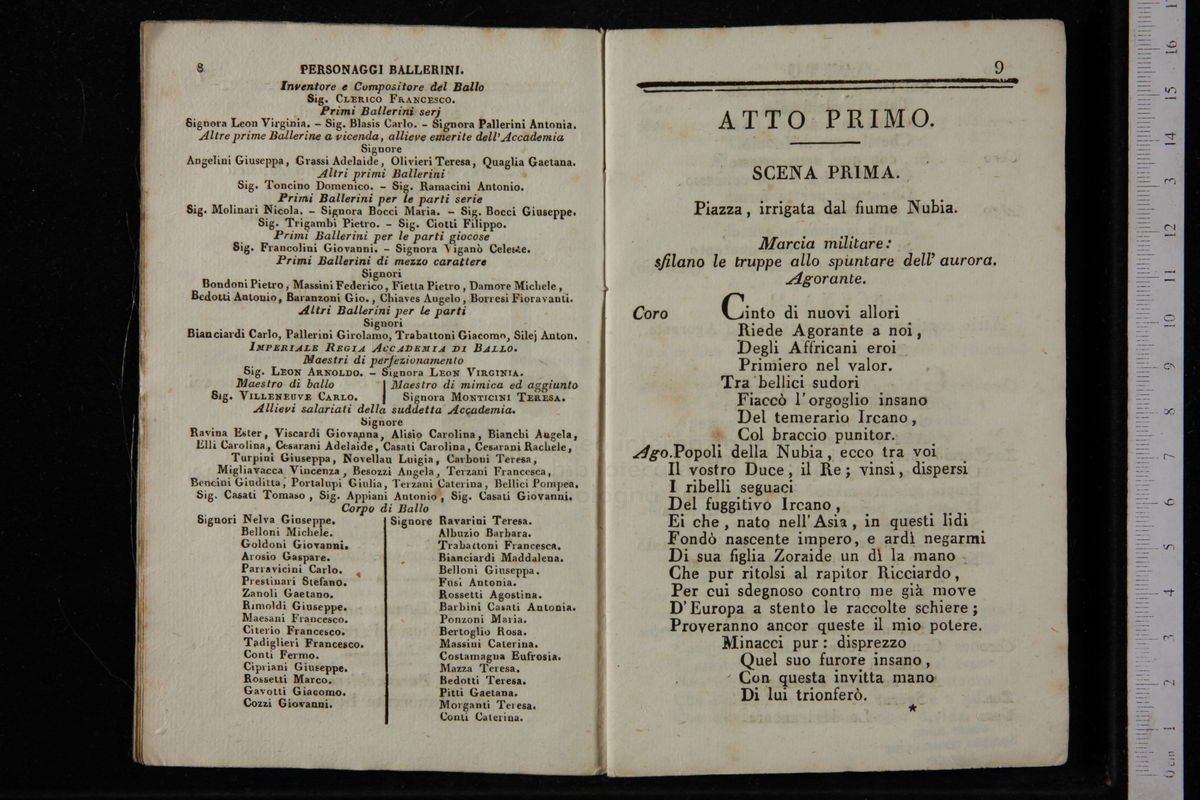 8
PERSONAGGI BALLERINI.
Inventore e Compositore del Ballo
Sig. CLERICO FRANCESCO.
Primi Ballerini serj
Signora Leon Virginia. – Sig. Blasis Carlo. – Signora Pallerini Antonia.
Altre prime Ballerine a vicenda, allieve emerite dell'Accademia
Signore
Angelini Giuseppa, Grassi Adelaide, Olivieri Teresa, Quaglia Gaetana.
Altri primi Ballerini
Sig. Toncino Domenico. – Sig. Ramacini Antonio.
Primi Ballerini per le parti serie
Sig. Molinari Nicola. – Signora Bocci Maria. – Sig. Bocci Giuseppe.
Sig. Trigambi Pietro. – Sig. Ciotti Filippo.
Primi Ballerini per le parti giocose
Sig. Francolini Giovanni. – Signora Viganò Celeste.
Primi Ballerini di mezzo carattere
Signori
Bondoni Pietro, Massini Federico, Fietta Pietro, Damore Michele,
Bedotti Antonio, Baranzoni Gio., Chiaves Angelo, Borresi Fioravanti.
Altri Ballerini per le parti
Signori
Bianciardi Carlo, Pallerini Girolamo, Trabattoni Giacomo, Silej Anton.
IMPERIALE REGIA ACCADEMIA DI BALLO.
Maestri di perfezionamento
Sig. LEON ARNOLDO. – Signora LEON VIRGINIA.
Maestro di ballo
Sig. VILLENEUVE CARLO.
Maestro di mimica ed aggiunto
Signora MONTICINI TERESA.
Allievi salariati della suddetta Accademia.
Signore
Ravina Ester, Viscardi Giovanna, Alisio Carolina, Bianchi Angela,
Elli Carolina, Cesarani Adelaide, Casati Carolina, Cesarani Rachele,
Turpini Giuseppa, Novellau Luigia, Carboni Teresa,
Migliavacca Vincenza, Besozzi Angela, Terzani Francesca,
Bencini Giuditta, Portalupi Giulia, Terzani Caterina, Bellici Pompea.
Sig. Casati Tomaso, Sig. Appiani Antonio, Sig. Casati Giovanni.
Corpo di Ballo
Signori Nelva Giuseppe.
Belloni Michele.
Goldoni Giovanni.
Arosio Gaspare.
Parravicini Carlo.
Prestinari Stefano.
Zanoli Gaetano.
Rimoldi Giuseppe.
Maesani Francesco.
Citerio Francesco.
Tadiglieri Francesco.
Conti Fermo.
Cipriani Giuseppe.
Rossetti Marco.
Gavotti Giacomo.
Cozzi Giovanni.
Signore Ravarini Teresa.
Albuzio Barbara.
Trabattoni Francesca.
Bianciardi Maddalena.
Belloni Giuseppa.
Fusi Antonia.
Rossetti Agostina.
Barbini Casati Antonia.
Ponzoni Maria.
Bertoglio Rosa.
Massini Caterina.
Costamagna Eufrosia.
Mazza Teresa.
Bedotti Teresa.
Pitti Gaetana.
Morganti Teresa.
Conti Caterina.
9
ATTO PRIMO.
SCENA PRIMA.
Piazza, irrigata dal fiume Nubia.
Marcia militare:
sfilano le truppe allo spuntare dell' aurora.
Agorante.
Coro Cinto di nuovi allori
Riede Agorante a noi,
Degli Affricani eroi
Primiero nel valor.
Tra bellici sudori
Fiaccò l'orgoglio insano
Del temerario Ircano,
Col braccio punitor.
Ago. Popoli della Nubia, ecco tra voi
Il vostro Duce, il Re; vinsi, dispersi
I ribelli seguaci
Del fuggitivo Ircano,
Ei che, nato nell'Asia, in questi lidi
Fondò nascente impero, e ardì negarmi
Di sua figlia Zoraide un dì la mano
Che pur ritolsi al rapitor Ricciardo,
Per cui sdegnoso contro me già move
D'Europa a stento le raccolte schiere;
Proveranno ancor queste il mio potere.
Minacci pur: disprezzo
Quel suo furore insano,
Con questa invitta mano
Di lui trionferò.
*
0 cm 1 2 3 4 5 6 7 8 9 10 11 12 13 14 15 16